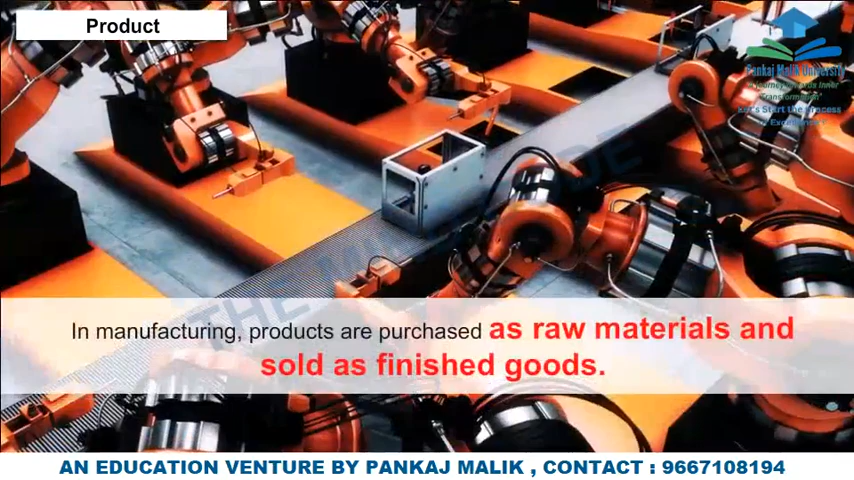 Product
Pankaj Malik University
In manufacturing, products are purchased as raw materials and
sold as finished goods.
AN EDUCATION VENTURE BY PANKAJ MALIK , CONTACT : 9667108194